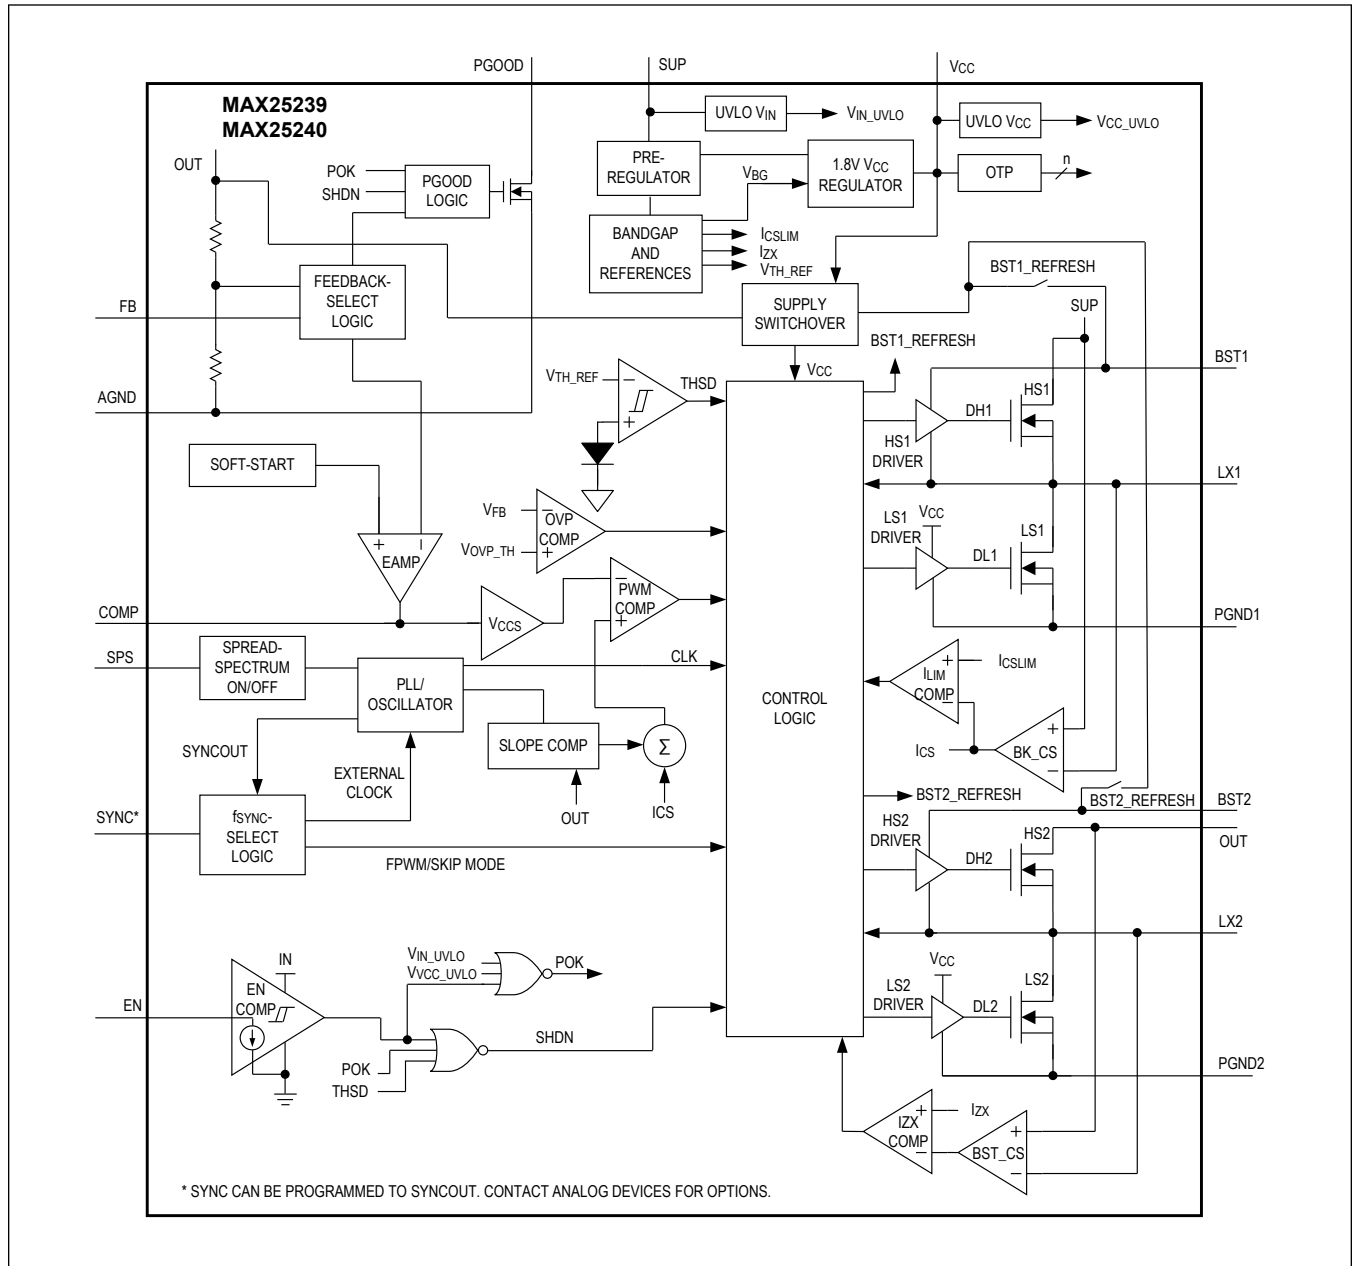 PGOOD
SUP
VCC
MAX25239
MAX25240
OUT
POK
SHDN
PGOOD
LOGIC
UVLO VIN
VIN_UVLO
UVLO VCC
VCC_UVLO
PRE-
REGULATOR
VBG
1.8V VCC
REGULATOR
OTP
n
BANDGAP
AND
REFERENCES
ICSLIM
IZX
VTH_REF
FEEDBACK-
SELECT
LOGIC
FB
SUPPLY
SWITCHOVER
BST1_REFRESH
SUP
BST1_REFRESH
VCC
BST1
AGND
VTH_REF
−
+
THSD
HS1
DH1
HS1
DRIVER
LX1
SOFT-START
VFB
VOVP_TH
−
OVP
COMP
+
LS1
DRIVER
VCC
LS1
DL1
+
−
EAMP
COMP
VCCS
−
PWM
COMP
+
PGND1
SPS
SPREAD-
SPECTRUM
ON/OFF
PLL/
OSCILLATOR
CLK
CONTROL
LOGIC
+
ILIM
COMP
−
ICSLIM
ICS
+
BK_CS
−
SYNCOUT
EXTERNAL
CLOCK
SLOPE COMP
Σ
OUT
ICS
SYNC*
fSYNC-
SELECT
LOGIC
FPWM/SKIP MODE
BST2_REFRESH
BST2_REFRESH
BST2
HS2
DRIVER
DH2
HS2
OUT
LX2
IN
EN
EN
COMP
VIN_UVLO
VVCC_UVLO
POK
POK
THSD
SHDN
VCC
LS2
DRIVER
DL2
LS2
PGND2
+
IZX
COMP
−
IZX
+
BST_CS
−
* SYNC CAN BE PROGRAMMED TO SYNCOUT. CONTACT ANALOG DEVICES FOR OPTIONS.